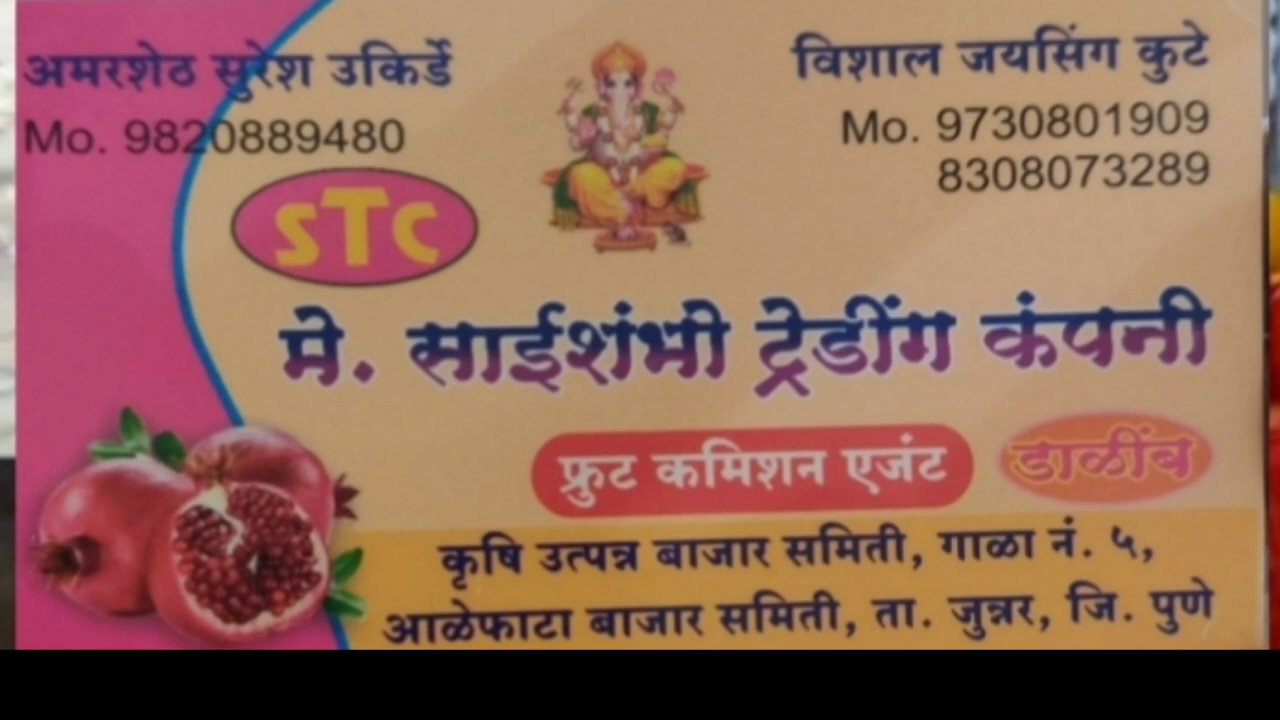 अमरशेठ सुरेश उकिर्डे
Mo. 9820889480
विशाल जयसिंग कुटे
Mo. 9730801909
8308073289
STC
मे. साईशंभो ट्रेडींग कंपनी
फ्रुट कमिशन एजंट
डाळींब
कृषि उत्पन्न बाजार समिती, गाळा नं. ५,
आळेफाटा बाजार समिती, ता. जुन्नर, जि. पुणे